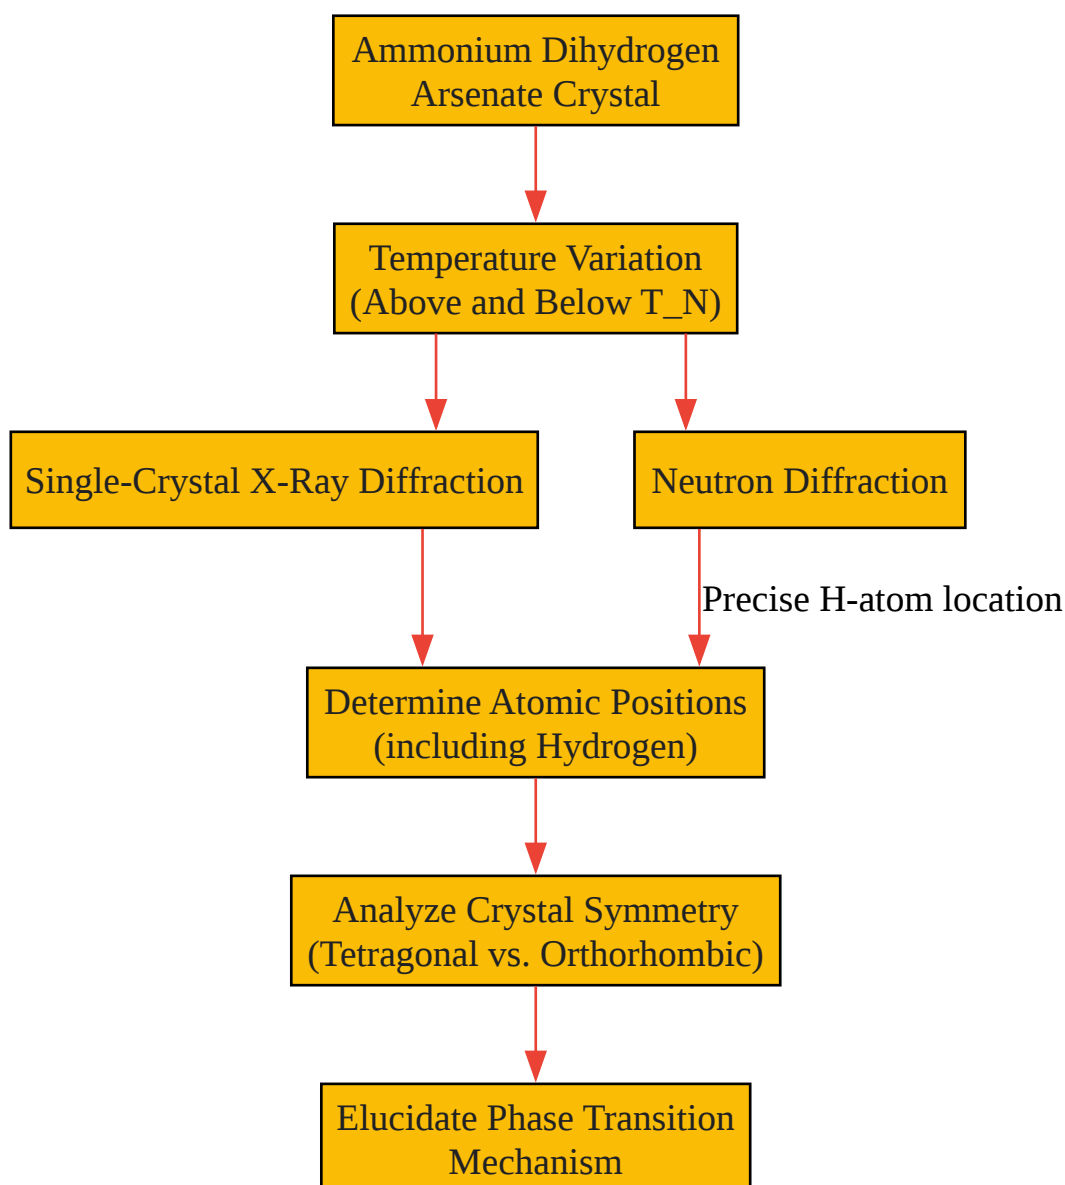 Ammonium Dihydrogen
Arsenate Crystal
Temperature Variation
(Above and Below T_N)
Single-Crystal X-Ray Diffraction
Neutron Diffraction
Precise H-atom location
Determine Atomic Positions
(including Hydrogen)
Analyze Crystal Symmetry
(Tetragonal vs. Orthorhombic)
Elucidate Phase Transition
Mechanism